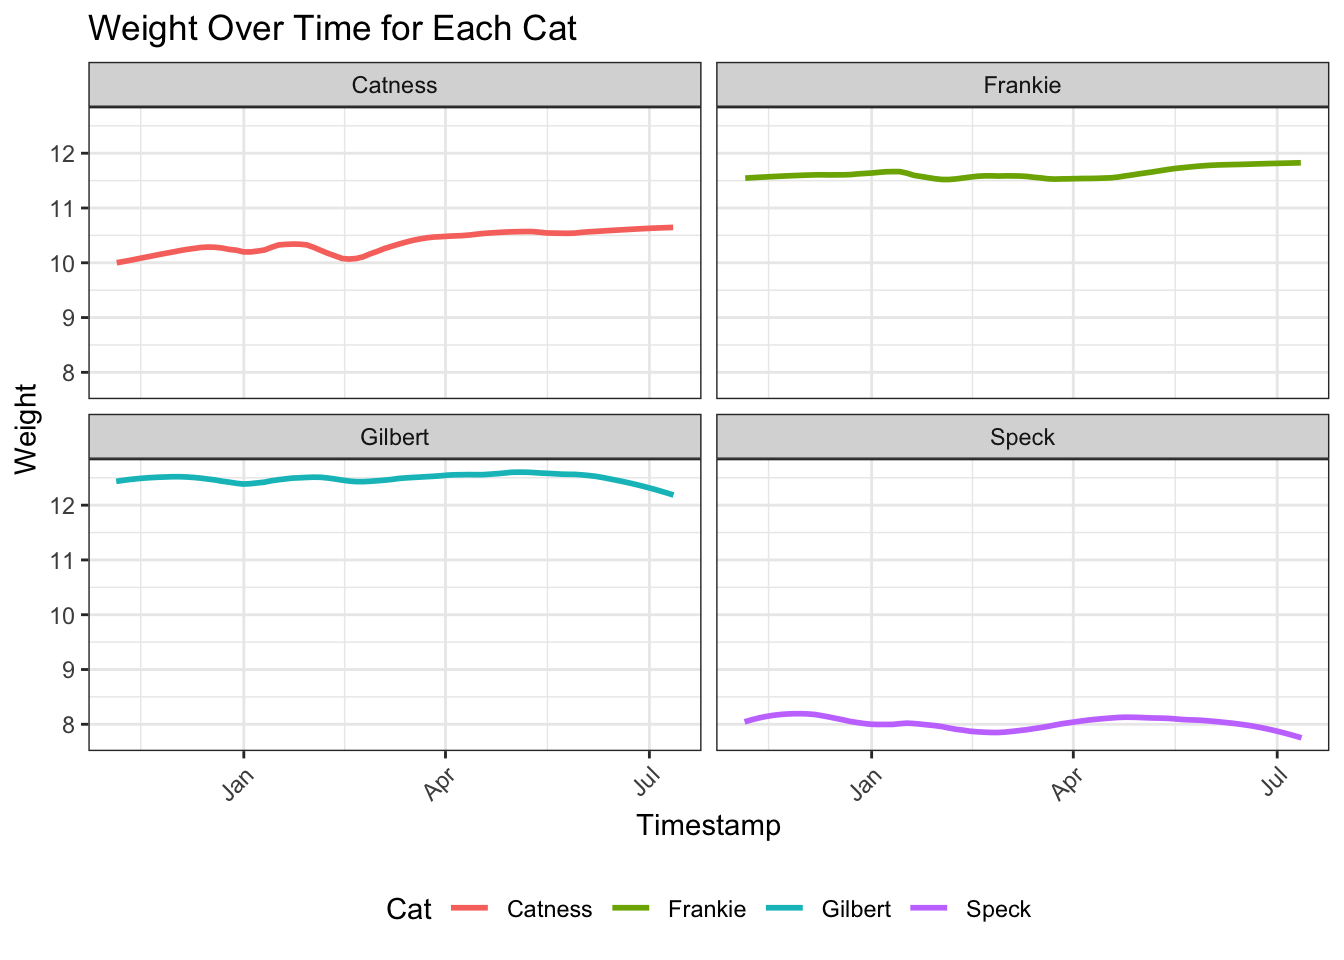 Weight Over Time for Each Cat
Catness
Frankie
12
11
10
9
8
Gilbert
Speck
12
11
10
9
8
Weight
Jan
Apr
Jul
Jan
Apr
Jul
Timestamp
Cat Catness Frankie Gilbert Speck